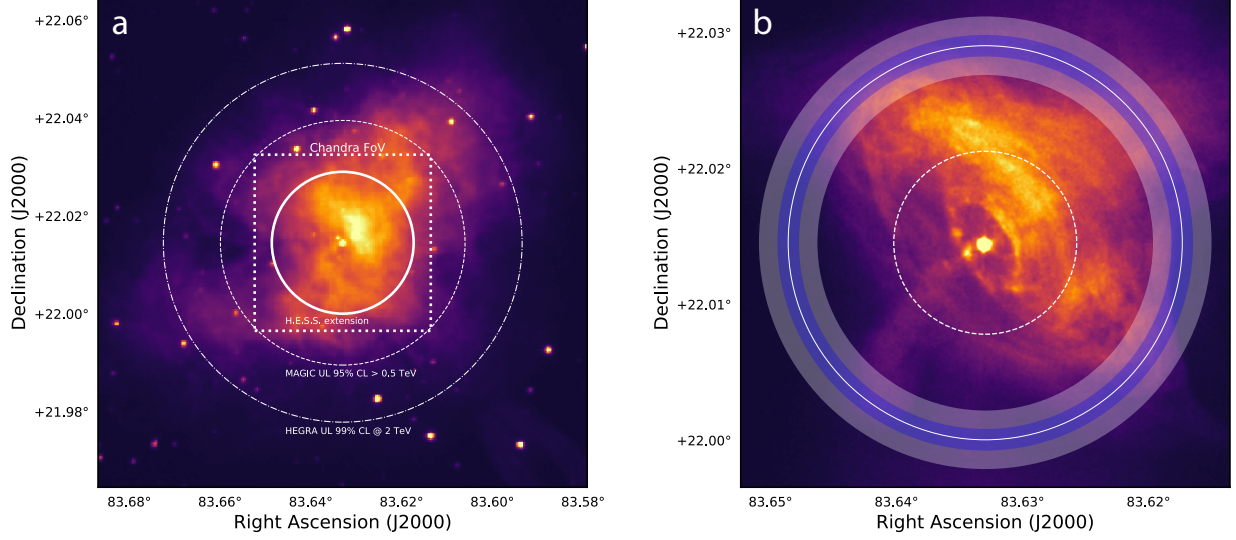 a
+22.06°
+22.04°
+22.02°
+22.00°
+21.98°
Declination (J2000)
Chandra FoV
H.E.S.S. extension
MAGIC UL 95% CL > 0.5 TeV
HEGRA UL 99% CL @ 2 TeV
83.68° 83.66° 83.64° 83.62° 83.60° 83.58°
Right Ascension (J2000)
b
+22.03°
+22.02°
+22.01°
+22.00°
Declination (J2000)
83.65° 83.64° 83.63° 83.62°
Right Ascension (J2000)